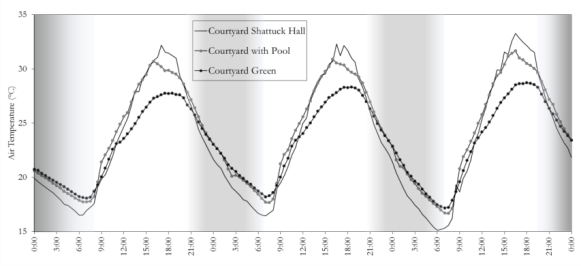 35
30
25
20
15
Air Temperature (°C)
Courtyard Shattuck Hall
Courtyard with Pool
Courtyard Green
0:00 3:00 6:00 9:00 12:00 15:00 18:00 21:00 0:00 3:00 6:00 9:00 12:00 15:00 18:00 21:00 0:00 3:00 6:00 9:00 12:00 15:00 18:00 21:00 0:00